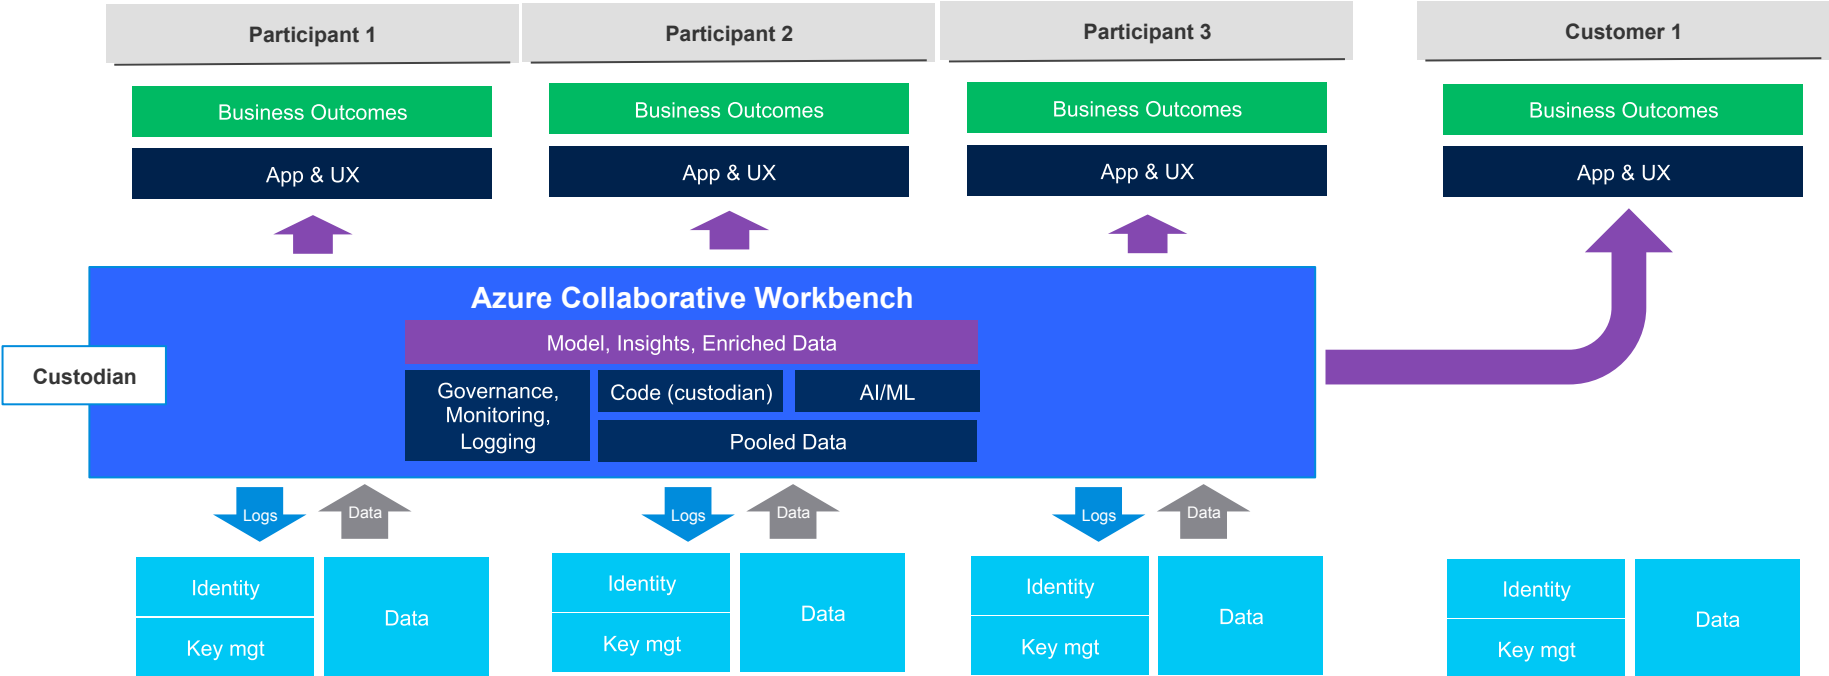 Participant 1
Participant 2
Participant 3
Customer 1
Business Outcomes
Business Outcomes
Business Outcomes
Business Outcomes
App & UX
App & UX
App & UX
App & UX
Azure Collaborative Workbench
Model, Insights, Enriched Data
Custodian
Governance,
Monitoring,
Logging
Code (custodian)
AI/ML
Pooled Data
Logs
Data
Logs
Data
Logs
Data
Identity
Key mgt
Data
Identity
Key mgt
Data
Identity
Key mgt
Data
Identity
Key mgt
Data